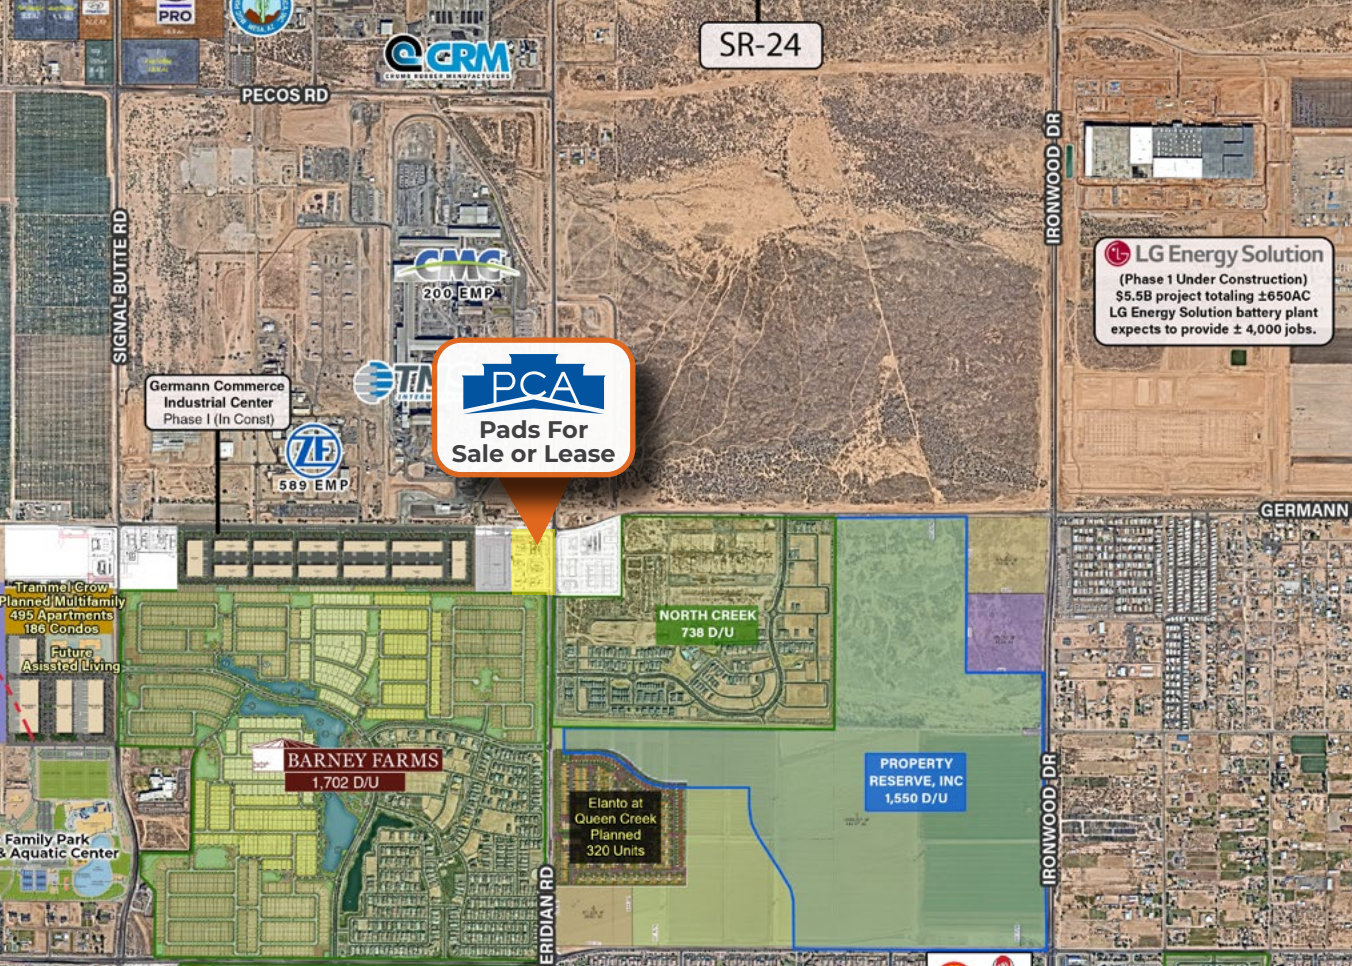 PRO
MESA, AZ
CRM
CRUMB RUBBER MANUFACTURERS
SR-24
PECOS RD
IRONWOOD DR
SIGNAL BUTTE RD
CMC
200 EMP
LG Energy Solution
(Phase 1 Under Construction)
$5.5B project totaling ±650AC
LG Energy Solution battery plant
expects to provide ± 4,000 jobs.
Germann Commerce
Industrial Center
Phase I (In Const)
PCA
Pads For
Sale or Lease
ZF
589 EMP
GERMANN
Trammel Crow
Planned Multifamily
495 Apartments
186 Condos
Future
Asissted Living
NORTH CREEK
738 D/U
BARNEY FARMS
1,702 D/U
PROPERTY
RESERVE, INC
1,550 D/U
Elanto at
Queen Creek
Planned
320 Units
Family Park
& Aquatic Center
ERIDIAN RD
IRONWOOD DR